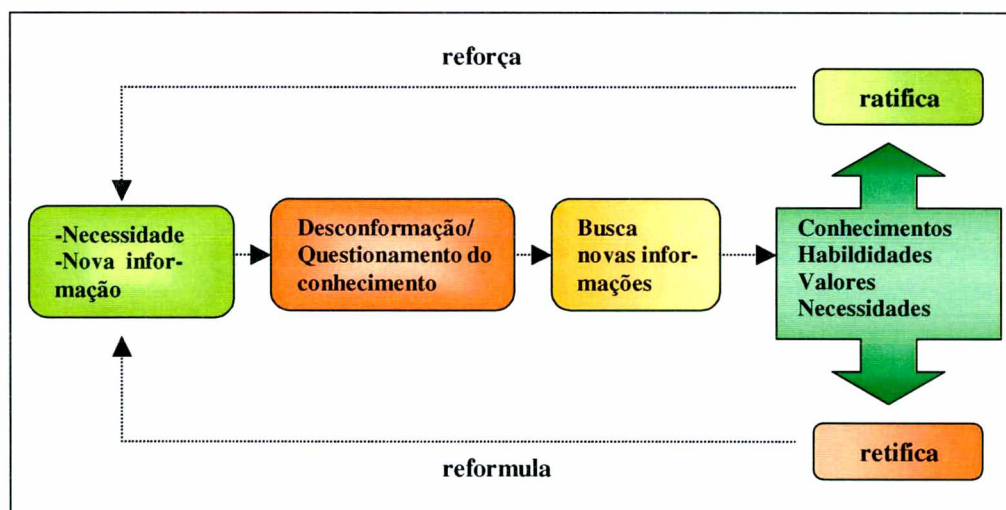 reforça
ratifica
-Necessidade
-Nova infor-
mação
Desconformação/
Questionamento do
conhecimento
Busca
novas infor-
mações
Conhecimentos
Habildidades
Valores
Necessidades
retifica
reformula